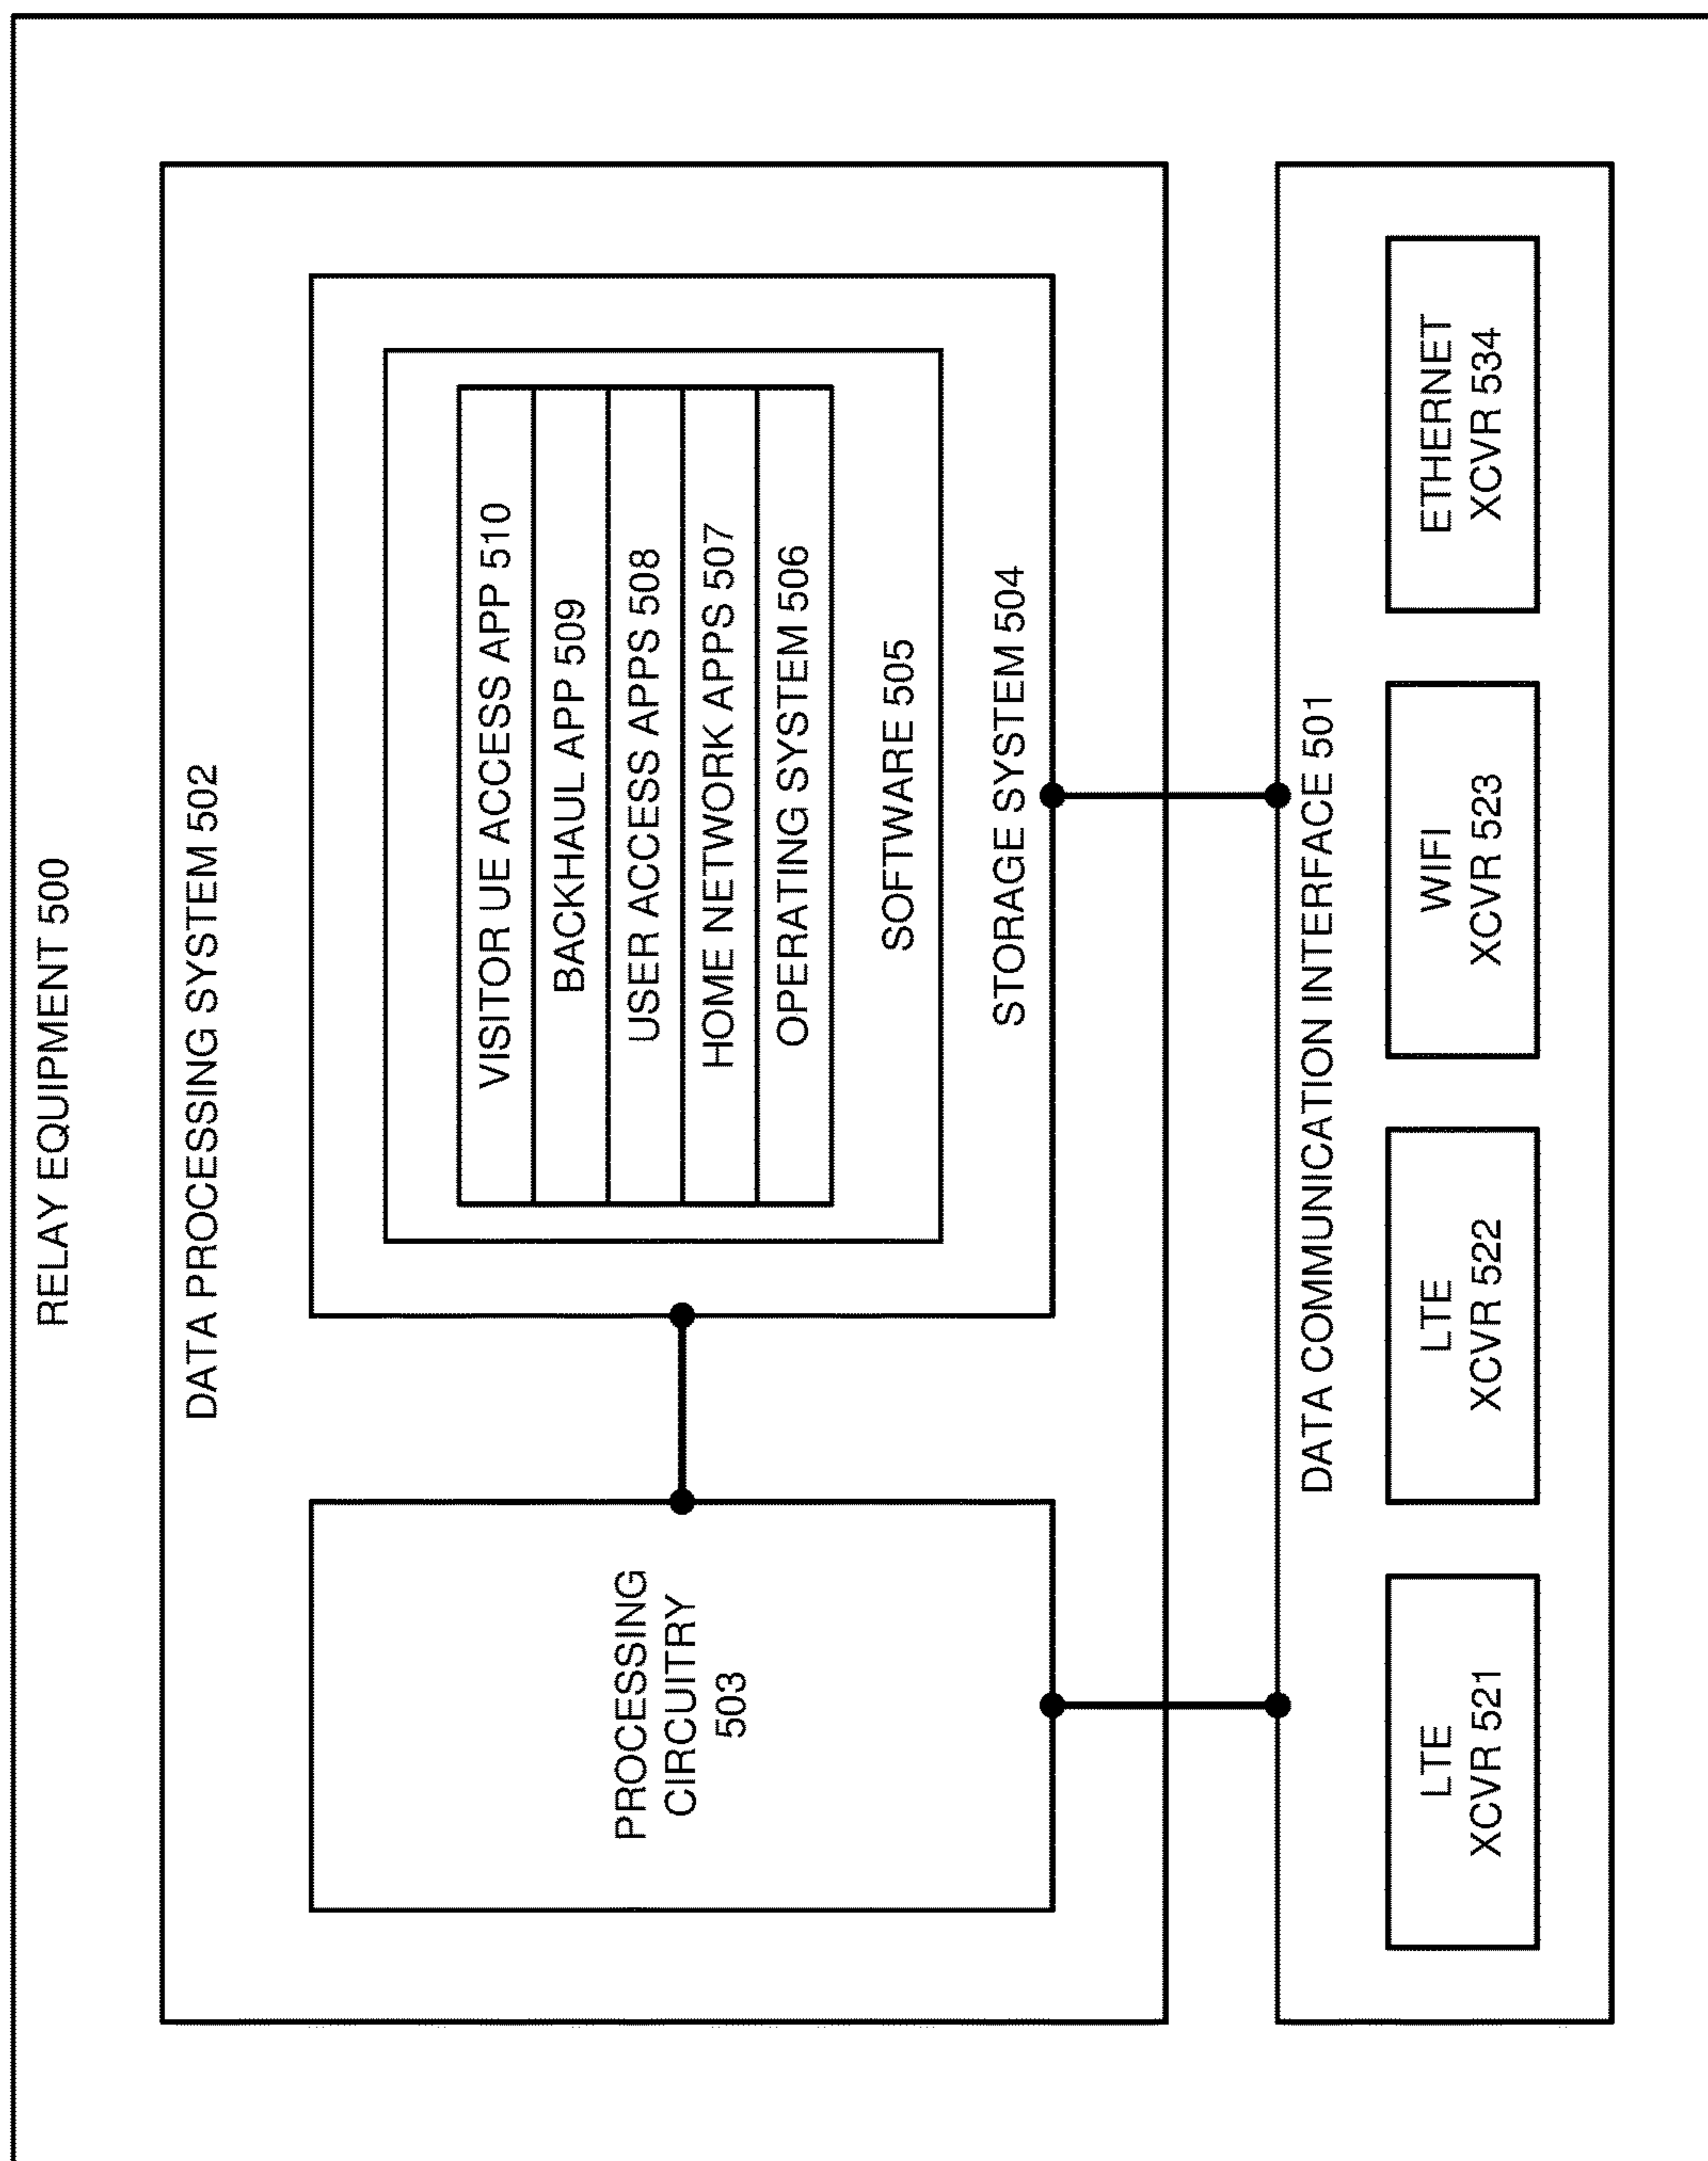 RELAY EQUIPMENT 500
DATA PROCESSING SYSTEM 502
PROCESSING
CIRCUITRY
503
VISITOR UE ACCESS APP 510
BACKHAUL APP 509
USER ACCESS APPS 508
HOME NETWORK APPS 507
OPERATING SYSTEM 506
SOFTWARE 505
STORAGE SYSTEM 504
DATA COMMUNICATION INTERFACE 501
LTE
XCVR 521
LTE
XCVR 522
WIFI
XCVR 523
ETHERNET
XCVR 534